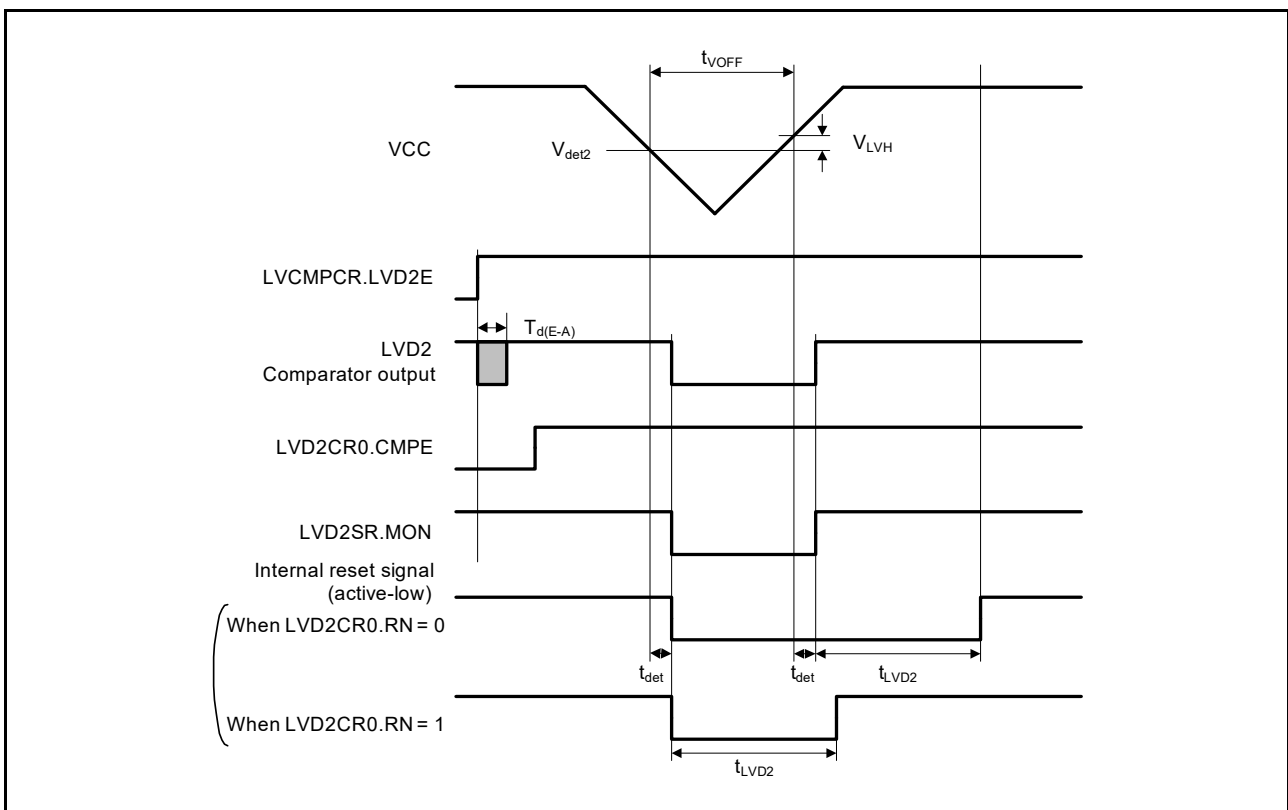 tVOFF
VCC
Vdet2
VLVH
LVCMPCR.LVD2E
Td(E-A)
LVD2
Comparator output
LVD2CR0.CMPE
LVD2SR.MON
Internal reset signal
(active-low)
When LVD2CR0.RN = 0
tdet
tdet
tLVD2
When LVD2CR0.RN = 1
tLVD2